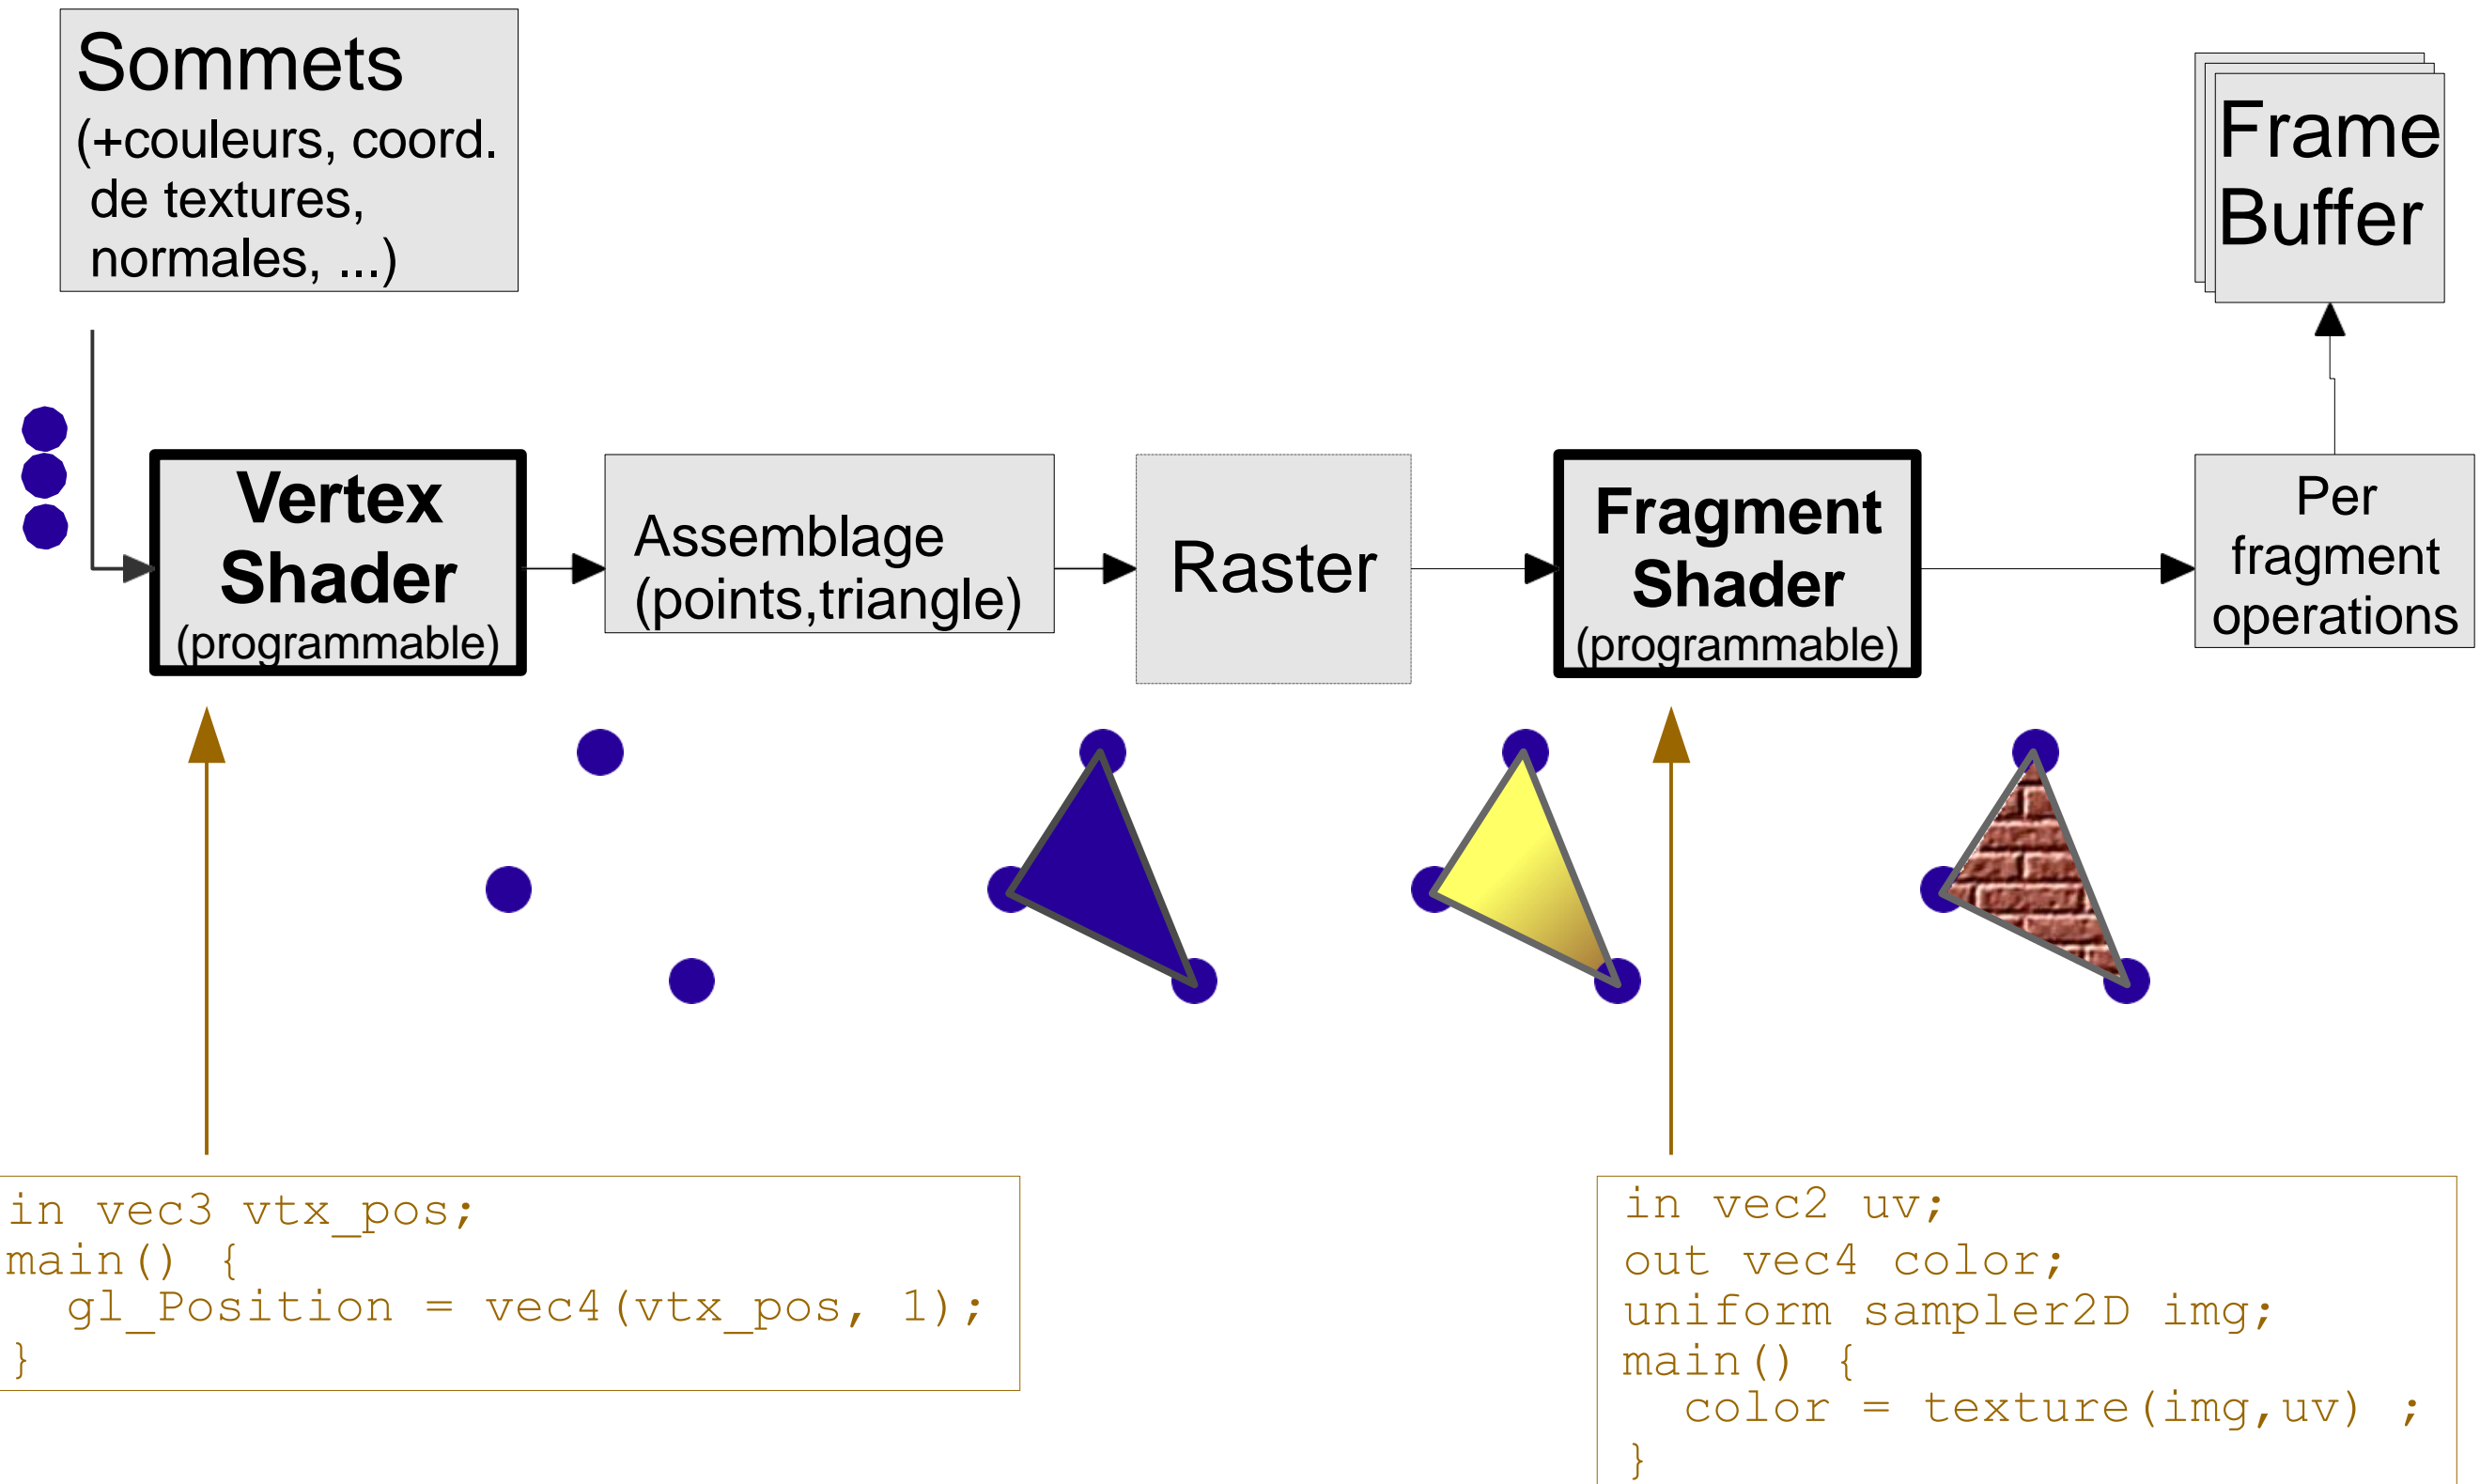 Sommets
(+couleurs, coord.
de textures,
normales, ...)
Frame
Buffer
Vertex
Shader
(programmable)
Assemblage
(points,triangle)
Raster
Fragment
Shader
(programmable)
Per
fragment
operations
in vec3 vtx_pos;
main() {
gl_Position = vec4(vtx_pos, 1);
}
in vec2 uv;
out vec4 color;
uniform sampler2D img;
main() {
color = texture(img,uv) ;
}